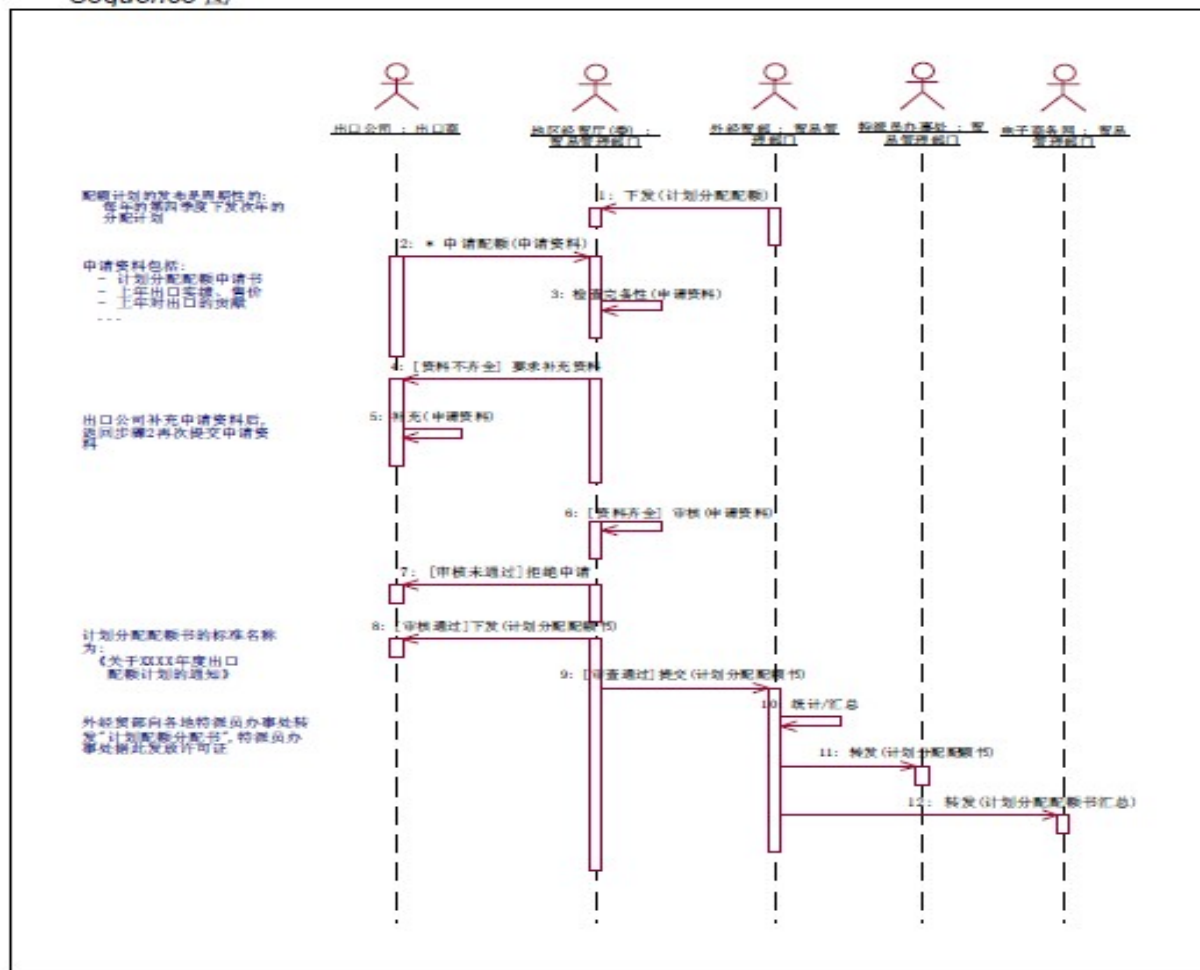 Sequence 图
出口公司 : 出口商
地区经贸厅(委) :
贸易管理部门
外经贸部 : 贸易管
理部门
特派员办事处 : 贸
易管理部门
电子商务网 : 贸易
管理部门
配额计划的发布是周期性的:
每年的第四季度下发次年的
分配计划
1: 下发(计划分配配额)
2: * 申请配额(申请资料)
申请资料包括:
- 计划分配配额申请书
- 上年出口实绩、售价
- 上年对出口的贡献
...
3: 检查完备性(申请资料)
4: [资料不齐全] 要求补充资料
5: 补充(申请资料)
出口公司补充申请资料后,
返回步骤2再次提交申请资
料
6: [资料齐全] 审核(申请资料)
7: [审核未通过]拒绝申请
8: [审核通过]下发(计划分配配额书)
计划分配配额书的标准名称
为:
《关于XXXX年度出口
配额计划的通知》
9: [审查通过]提交(计划分配配额书)
10: 统计/汇总
外经贸部向各地特派员办事处转
发"计划配额分配书",特派员办
事处据此发放许可证
11: 转发(计划分配配额书)
12: 转发(计划分配配额书汇总)